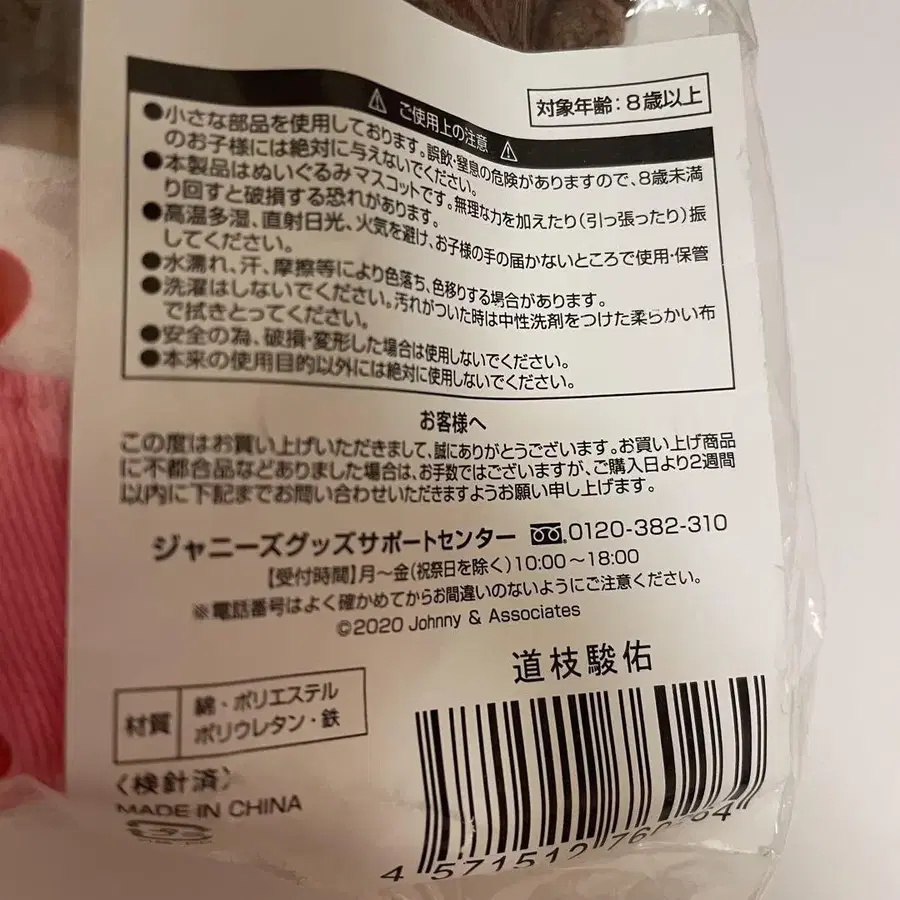 対象年齢:8歳以上
⚠ ご使用上の注意 ⚠
●小さな部品を使用しております。誤飲・窒息の危険がありますので、8歳未満
のお子様には絶対に与えないでください。
●本製品はぬいぐるみマスコットです。無理な力を加えたり(引っ張ったり)振
り回すと破損する恐れがあります。
●高温多湿、直射日光、火気を避け、お子様の手の届かないところで使用・保管
してください。
●水濡れ、汗、摩擦等により色落ち、色移りする場合があります。
●洗濯はしないでください。汚れがついた時は中性洗剤をつけた柔らかい布
で拭きとってください。
●安全の為、破損・変形した場合は使用しないでください。
●本来の使用目的以外には絶対に使用しないでください。
お客様へ
この度はお買い上げいただきまして、誠にありがとうございます。お買い上げ商品
に不都合品などありました場合は、お手数ではございますが、ご購入日より2週間
以内に下記までお問い合わせいただきますようお願い申し上げます。
ジャニーズグッズサポートセンター 0120-382-310
【受付時間】月～金(祝祭日を除く)10:00～18:00
※電話番号はよく確かめてからお間違いのないようにご注意ください。
©2020 Johnny & Associates
道枝駿佑
材質 綿・ポリエステル
ポリウレタン・鉄
〈検針済〉
MADE IN CHINA
4 571512